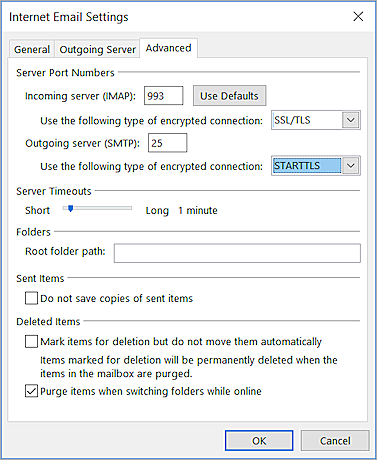 Internet Email Settings
General Outgoing Server Advanced
Server Port Numbers
Incoming server (IMAP): 993 Use Defaults
Use the following type of encrypted connection: SSL/TLS
Outgoing server (SMTP): 25
Use the following type of encrypted connection: STARTTLS
Server Timeouts
Short Long 1 minute
Folders
Root folder path:
Sent Items
Do not save copies of sent items
Deleted Items
Mark items for deletion but do not move them automatically
Items marked for deletion will be permanently deleted when the
items in the mailbox are purged.
Purge items when switching folders while online
OK Cancel